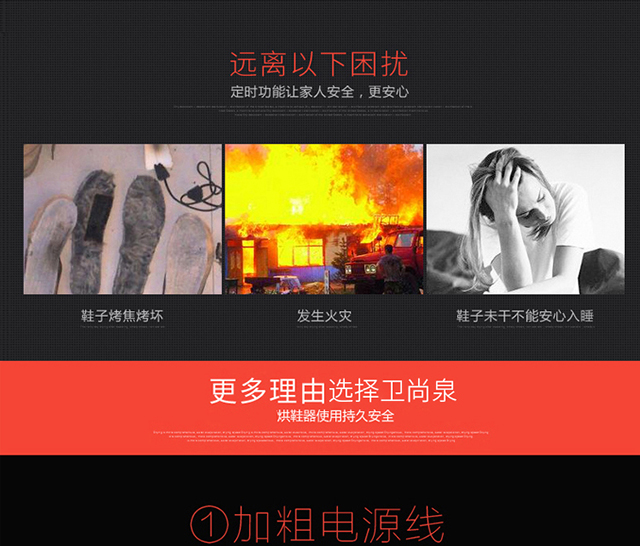 远离以下困扰
定时功能让家人安全，更安心
鞋子烤焦烤坏
发生火灾
鞋子未干不能安心入睡
更多理由选择卫尚泉
烘鞋器使用持久安全
①加粗电源线